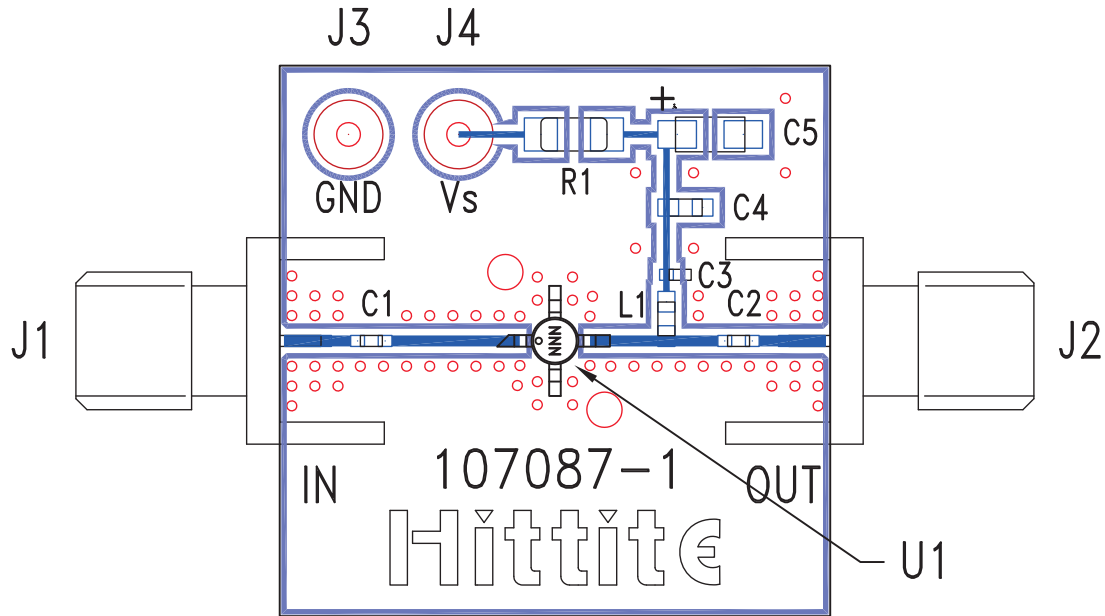 J3 J4
+
C5
R1
GND Vs
C4
C3
C1 L1 C2
J1 NNN J2
107087-1
IN OUT
Hittite
U1